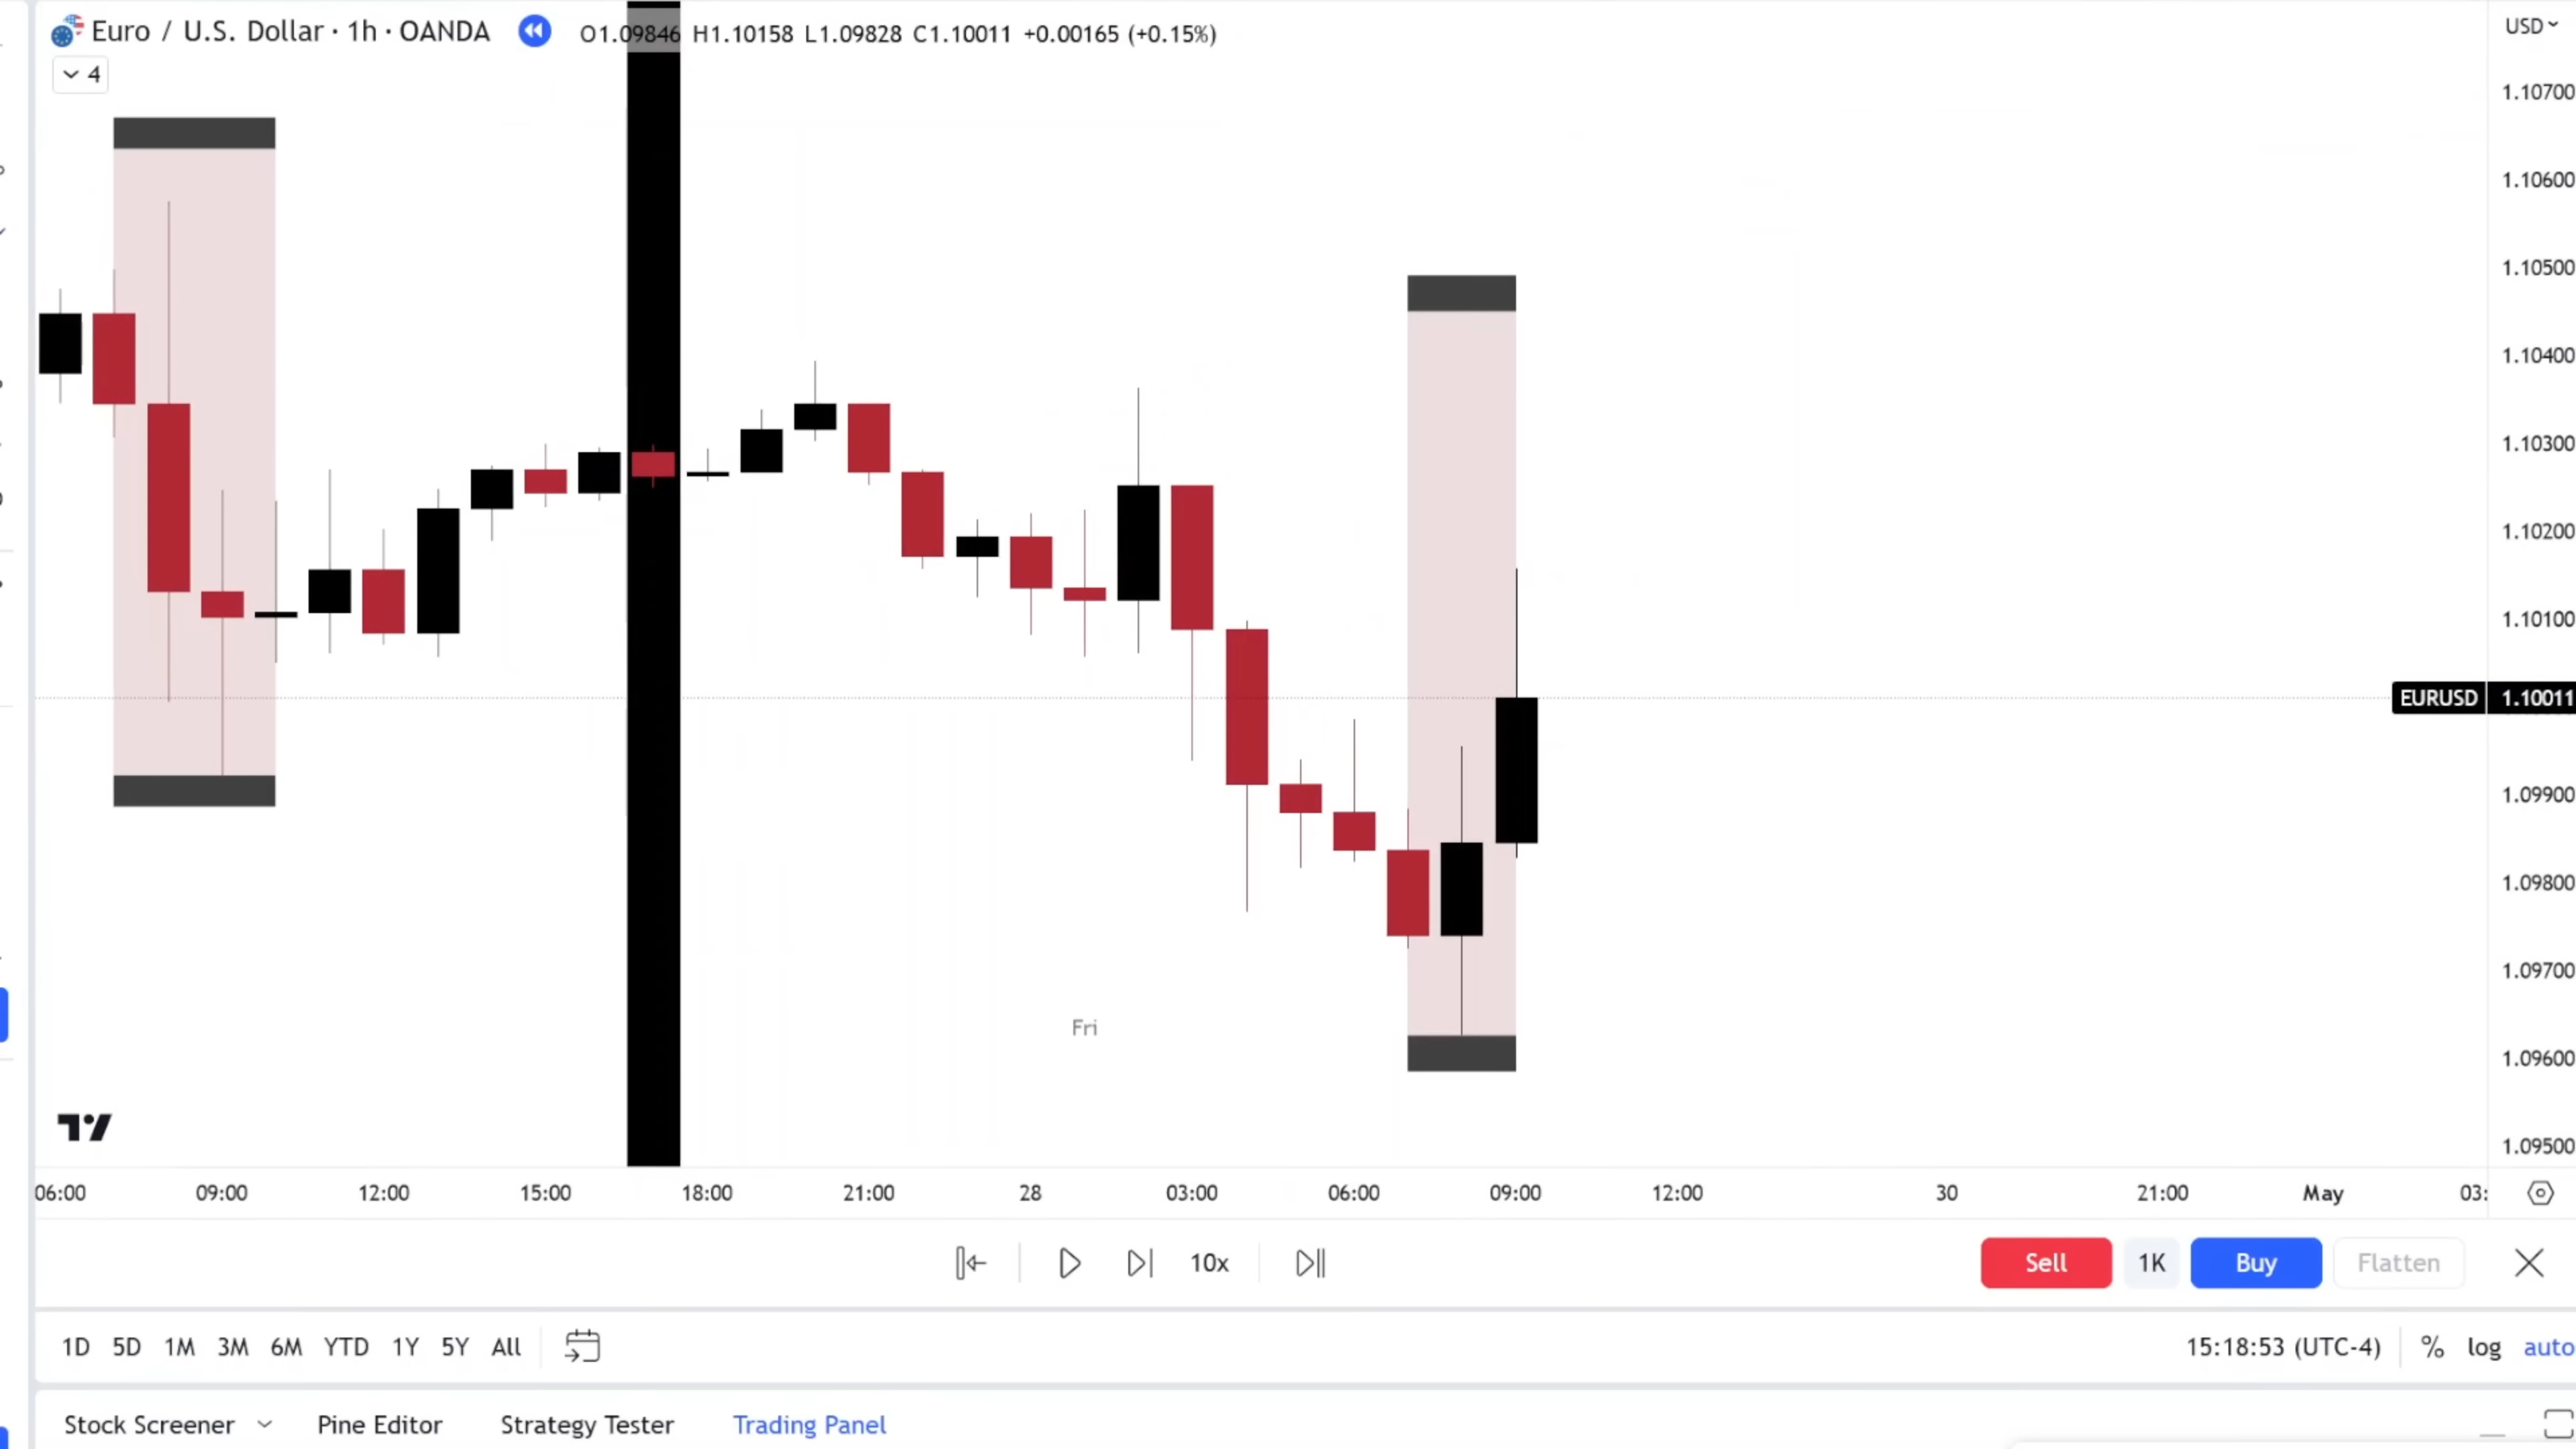 Euro / U.S. Dollar · 1h · OANDA O1.09846 H1.10158 L1.09828 C1.10011 +0.00165 (+0.15%)
USD
4
1.10700
1.10600
1.10500
1.10400
1.10300
1.10200
1.10100
EURUSD 1.10011
1.09900
1.09800
1.09700
1.09600
1.09500
Fri
06:00 09:00 12:00 15:00 18:00 21:00 28 03:00 06:00 09:00 12:00 30 21:00 May 03:
10x
Sell 1K Buy Flatten
1D 5D 1M 3M 6M YTD 1Y 5Y All
15:18:53 (UTC-4) % log auto
Stock Screener Pine Editor Strategy Tester Trading Panel